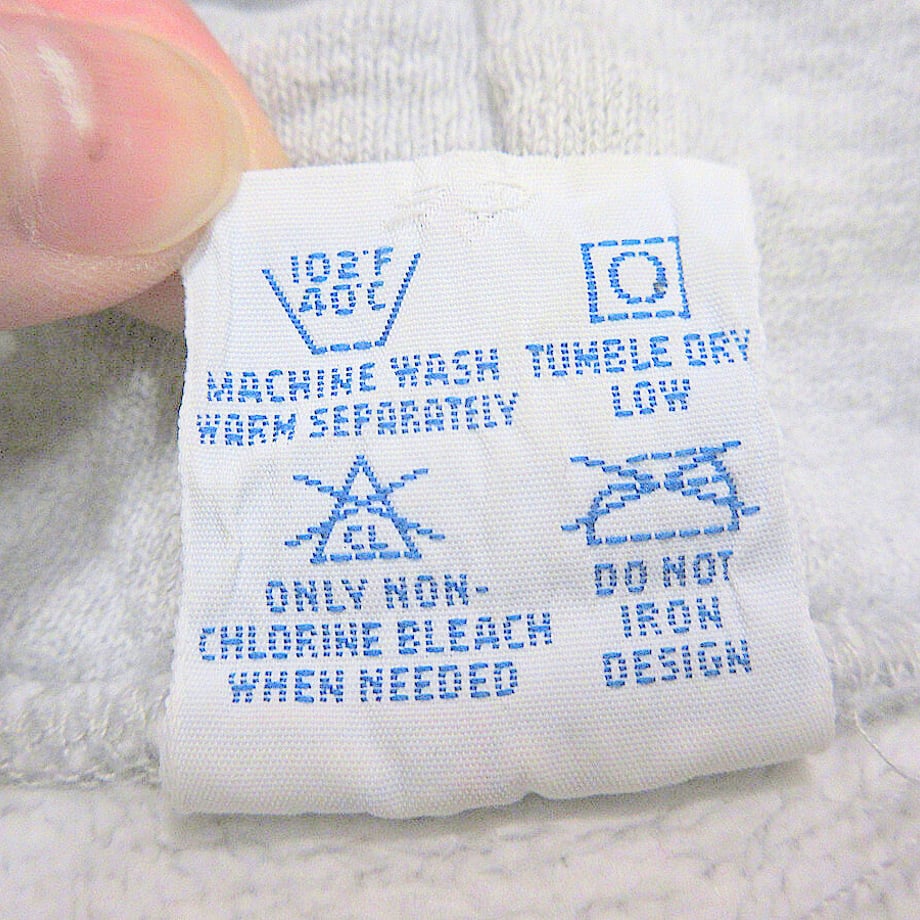 102°F
40°C
MACHINE WASH
WARM SEPARATELY
TUMBLE DRY
LOW
CL
ONLY NON-
CHLORINE BLEACH
WHEN NEEDED
DO NOT
IRON
DESIGN